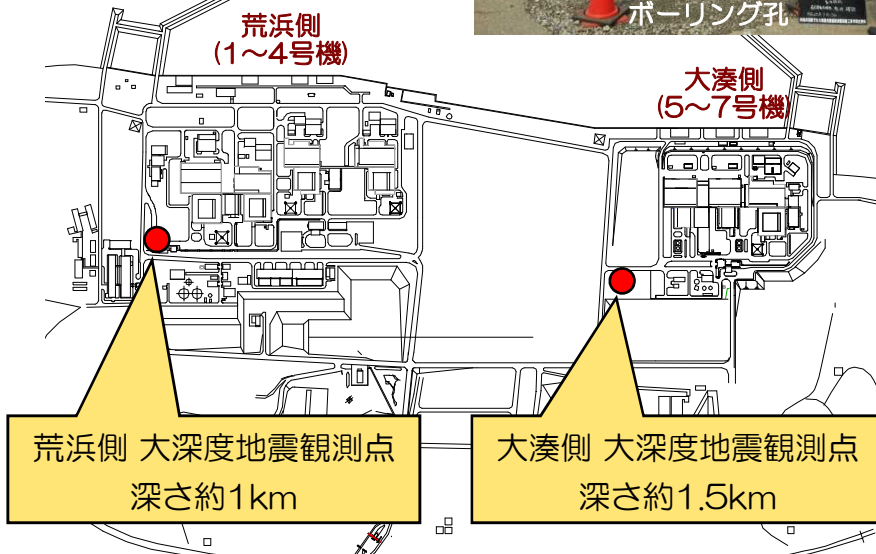 ボーリング孔
荒浜側
(1～4号機)
大湊側
(5～7号機)
荒浜側 大深度地震観測点
深さ約1km
大湊側 大深度地震観測点
深さ約1.5km